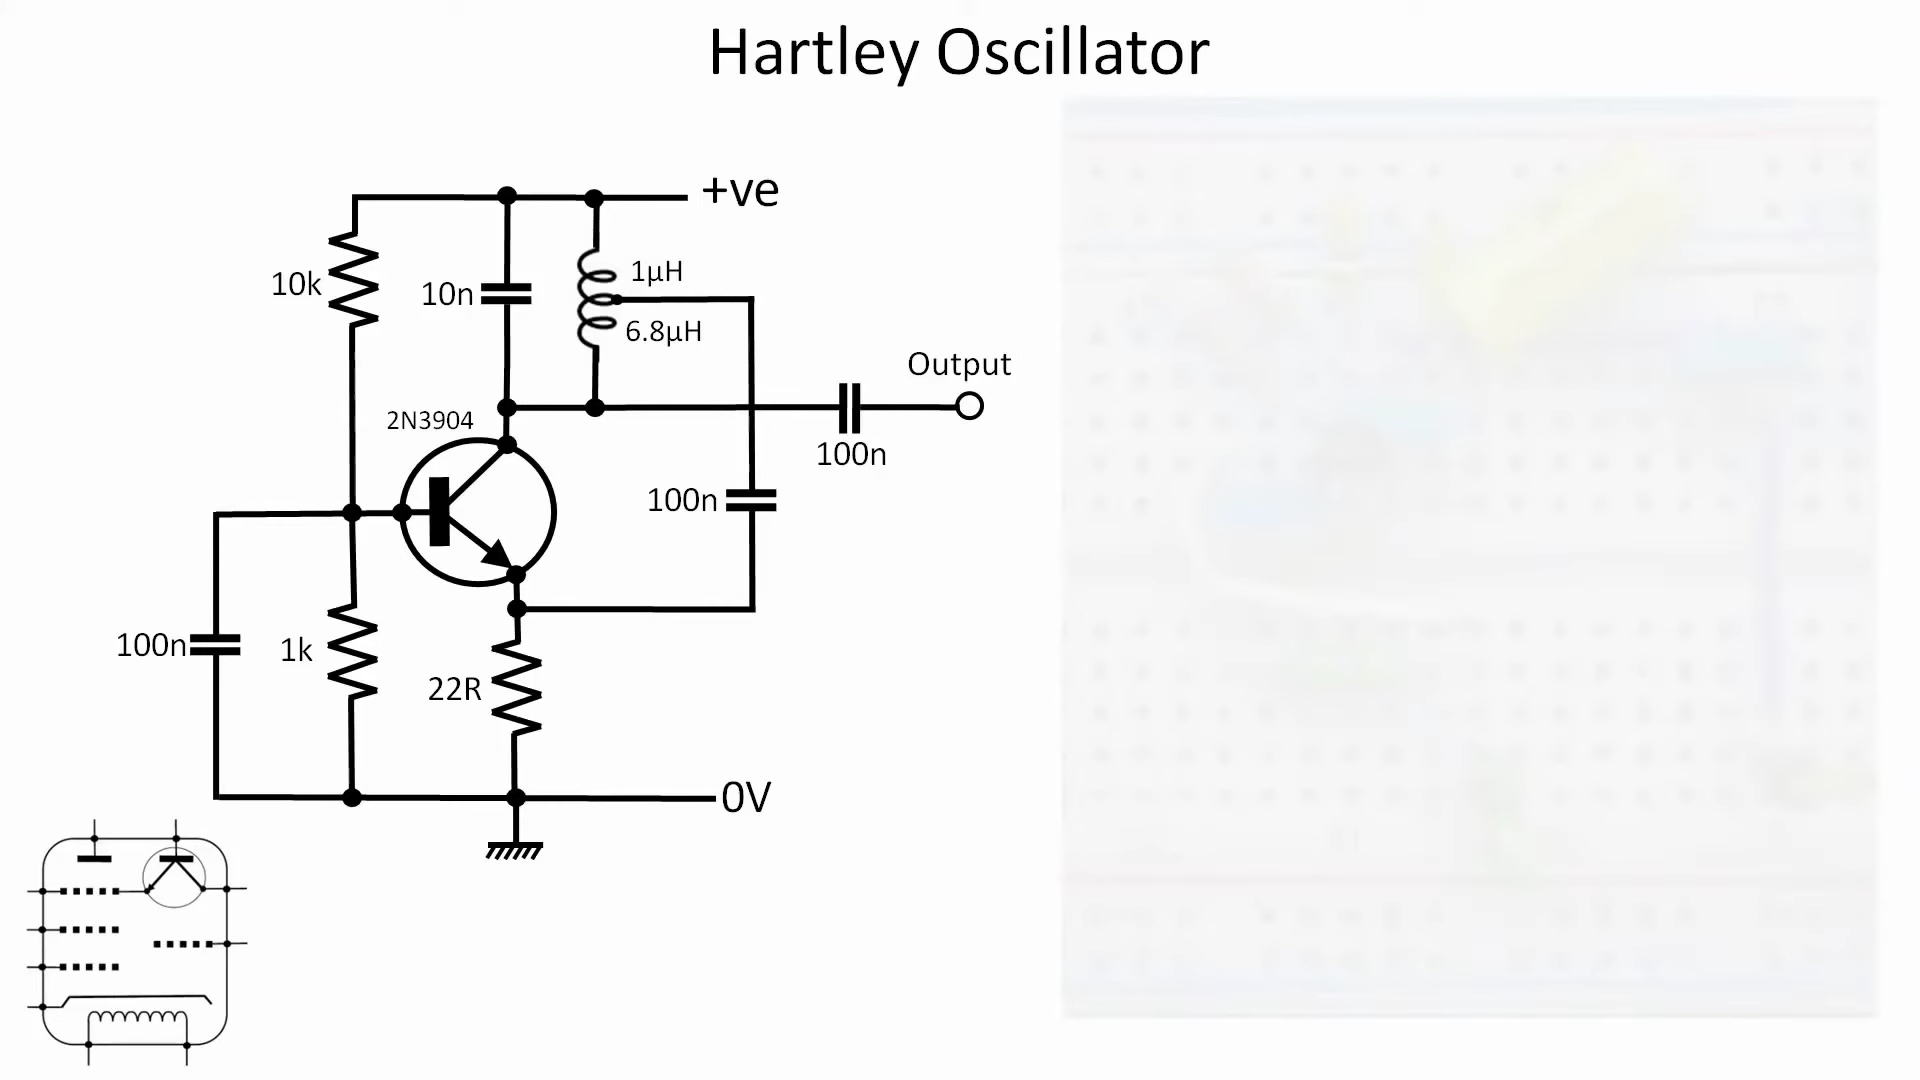 Hartley Oscillator
+ve
1µH
10k
10n
6.8µH
Output
2N3904
100n
100n
100n
1k
22R
0V